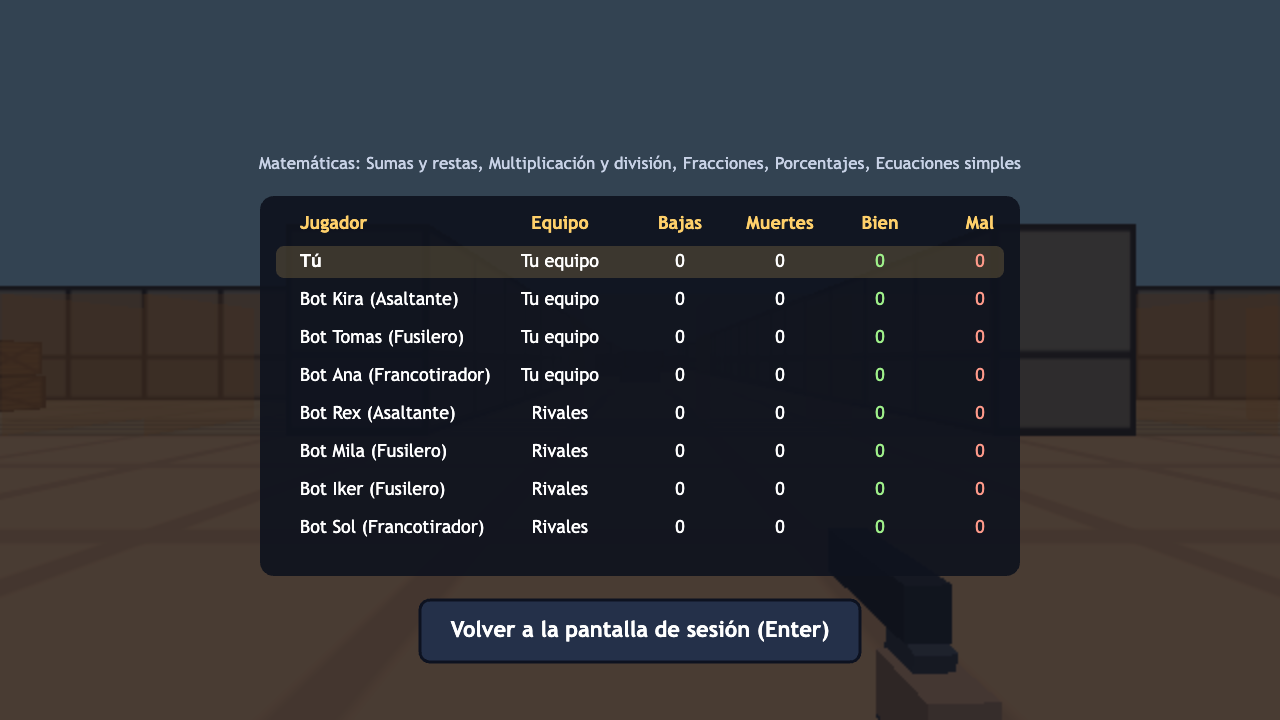 Matemáticas: Sumas y restas, Multiplicación y división, Fracciones, Porcentajes, Ecuaciones simples
Jugador Equipo Bajas Muertes Bien Mal
Tú Tu equipo 0 0 0 0
Bot Kira (Asaltante) Tu equipo 0 0 0 0
Bot Tomas (Fusilero) Tu equipo 0 0 0 0
Bot Ana (Francotirador) Tu equipo 0 0 0 0
Bot Rex (Asaltante) Rivales 0 0 0 0
Bot Mila (Fusilero) Rivales 0 0 0 0
Bot Iker (Fusilero) Rivales 0 0 0 0
Bot Sol (Francotirador) Rivales 0 0 0 0
Volver a la pantalla de sesión (Enter)